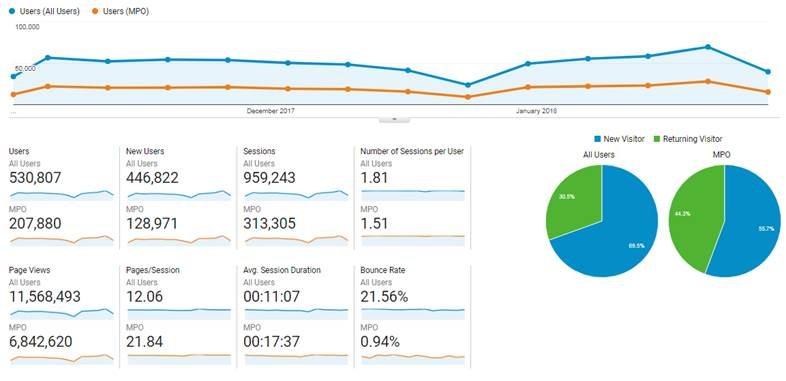 Users (All Users) Users (MPO)
100,000
50,000
... December 2017 January 2018
Users New Users Sessions Number of Sessions per User
All Users All Users All Users All Users
530,807 446,822 959,243 1.81
MPO MPO MPO MPO
207,880 128,971 313,305 1.51
Page Views Pages/Session Avg. Session Duration Bounce Rate
All Users All Users All Users All Users
11,568,493 12.06 00:11:07 21.56%
MPO MPO MPO MPO
6,842,620 21.84 00:17:37 0.94%
New Visitor Returning Visitor
All Users MPO
30.5% 69.5% 44.3% 55.7%